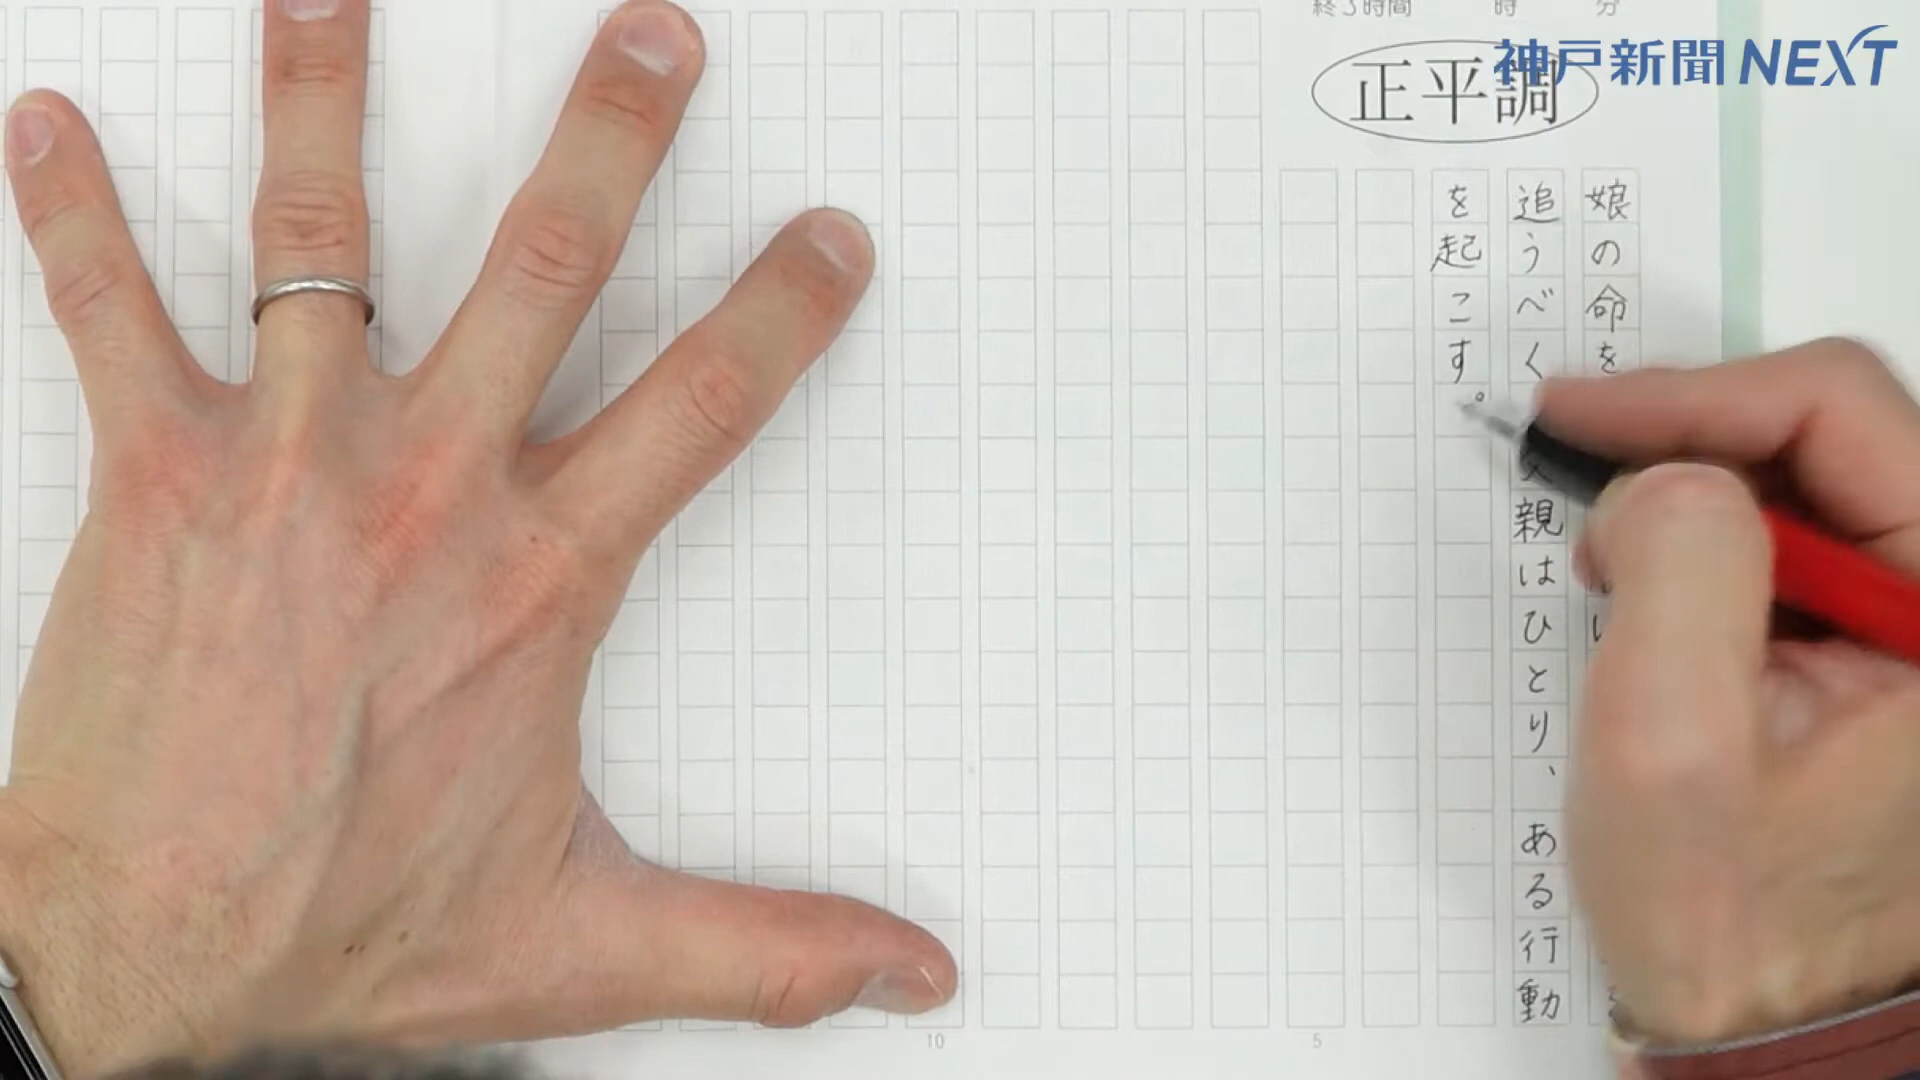 終了時間 時 分
神戸新聞NEXT
正平調
娘の命を
追うべく 親はひとり、ある行動
を起こす。
10
5